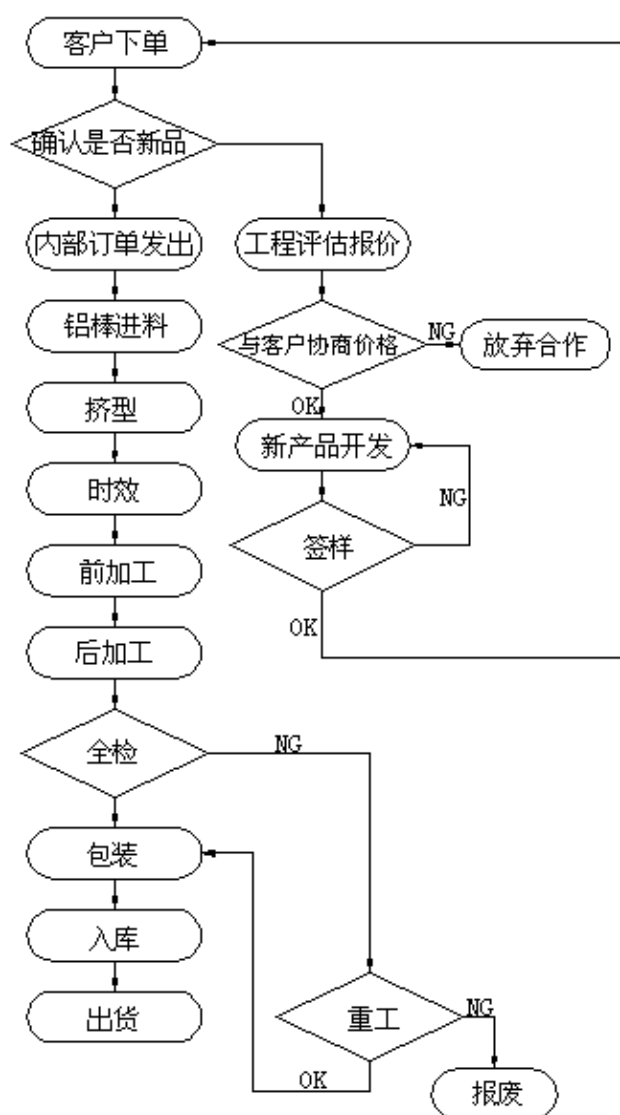 客户下单
确认是否新品
内部订单发出
工程评估报价
铝棒进料
与客户协商价格
NG
放弃合作
OK
挤型
新产品开发
时效
NG
签样
前加工
OK
后加工
全检
NG
包装
入库
出货
重工
NG
OK
报废